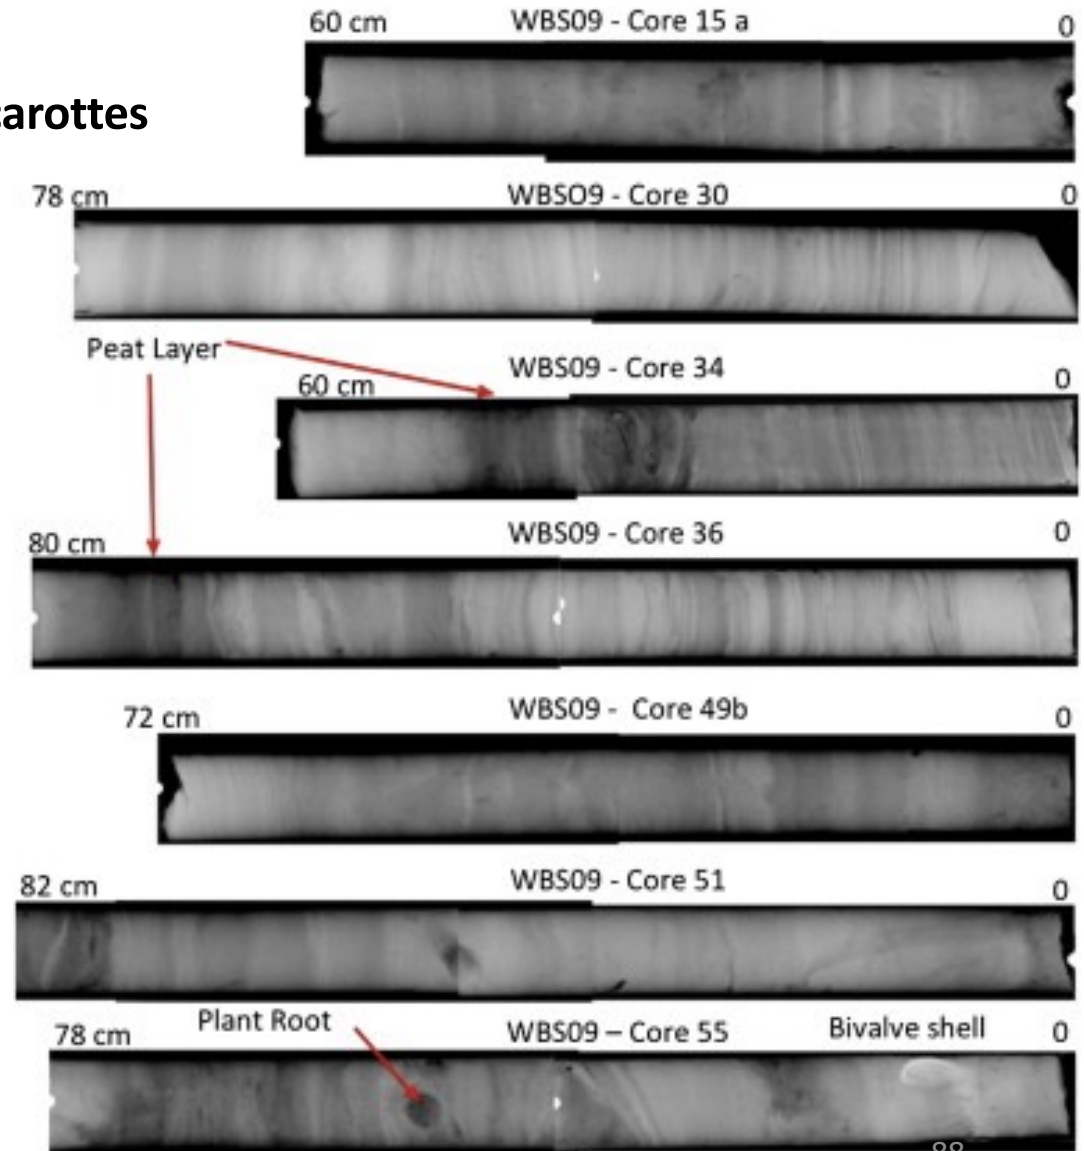 60 cm WBS09 - Core 15 a 0
carottes
78 cm WBSO9 - Core 30 0
Peat Layer
WBS09 - Core 34
60 cm 0
WBS09 - Core 36
80 cm 0
72 cm WBS09 - Core 49b 0
82 cm WBS09 - Core 51 0
Plant Root
78 cm WBS09 – Core 55 Bivalve shell 0
88